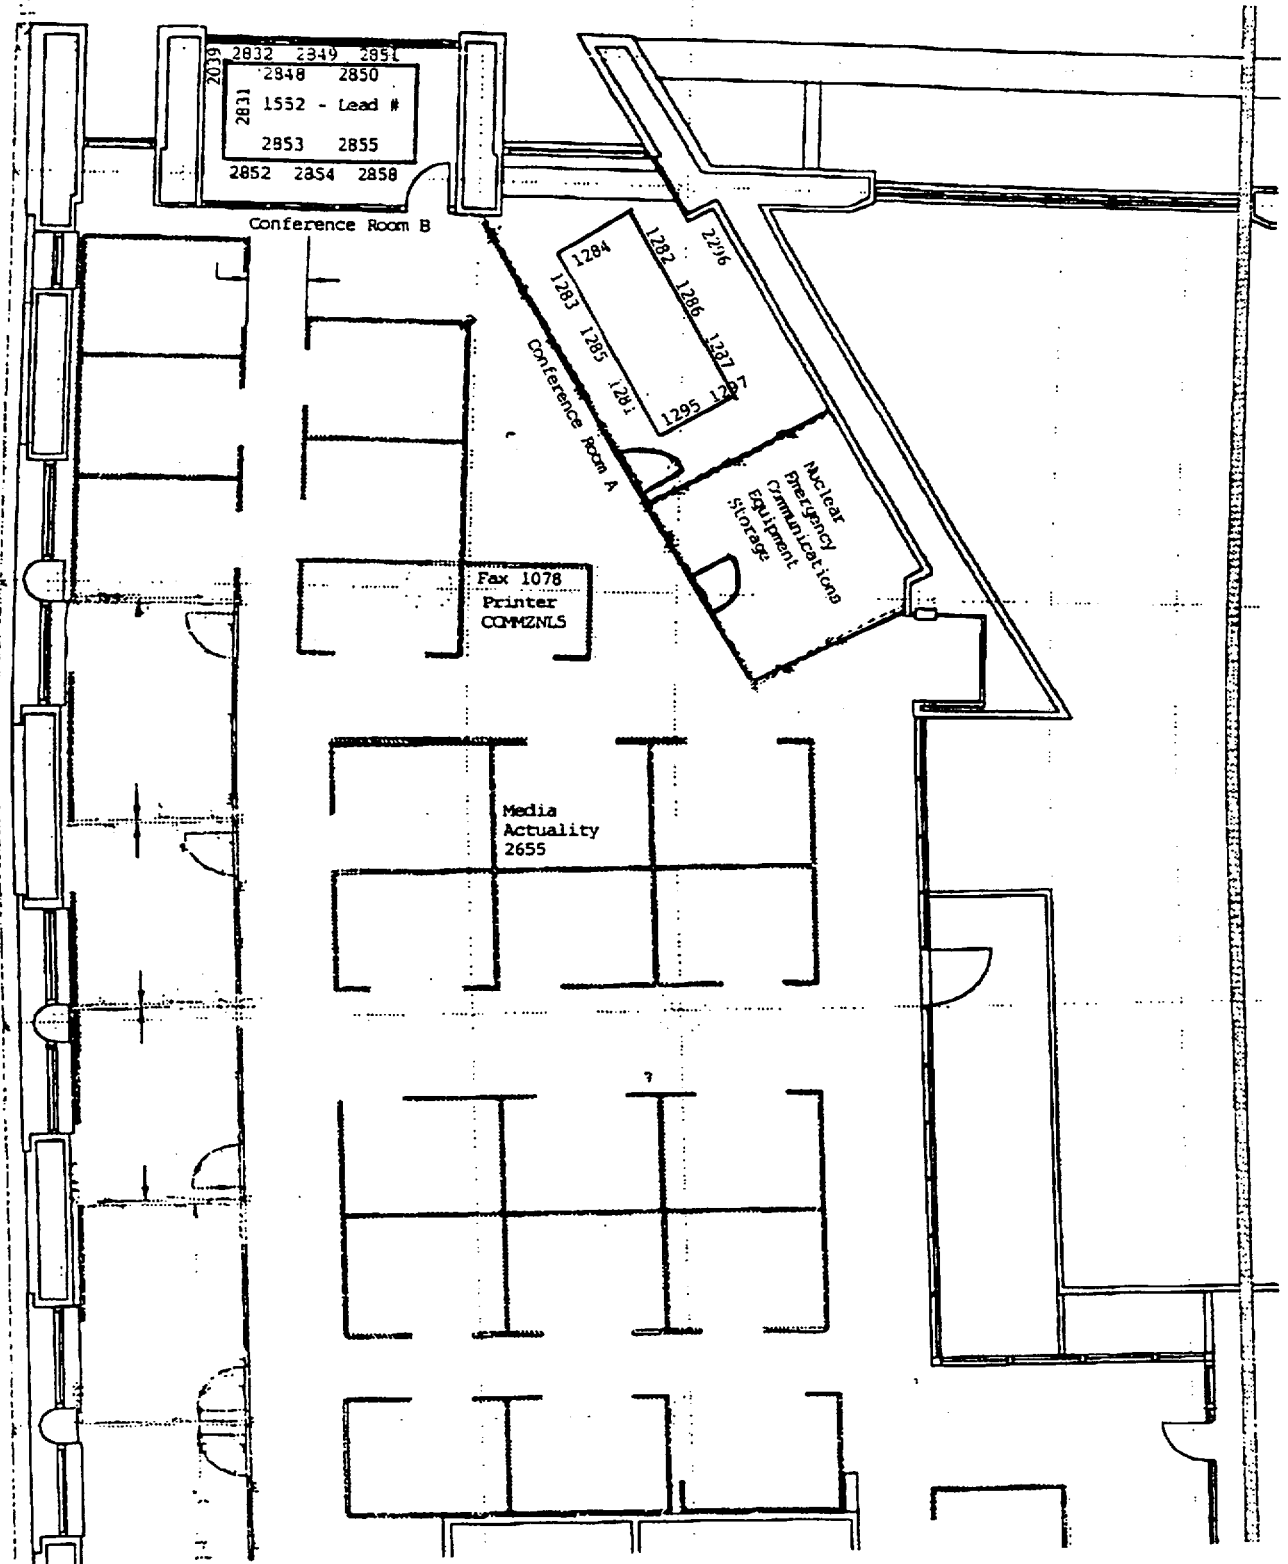 2039
2832 2349 2851
2848 2850
2831
1552 - Lead #
2853 2855
2852 2854 2858
Conference Room B
1284
1282
2296
1283
1286
1285
1287
1281
1295 1297
Conference Room A
Nuclear
Emergency
Communications
Equipment
Storage
Fax 1078
Printer
COMMZNLS
Media
Actuality
2655
?